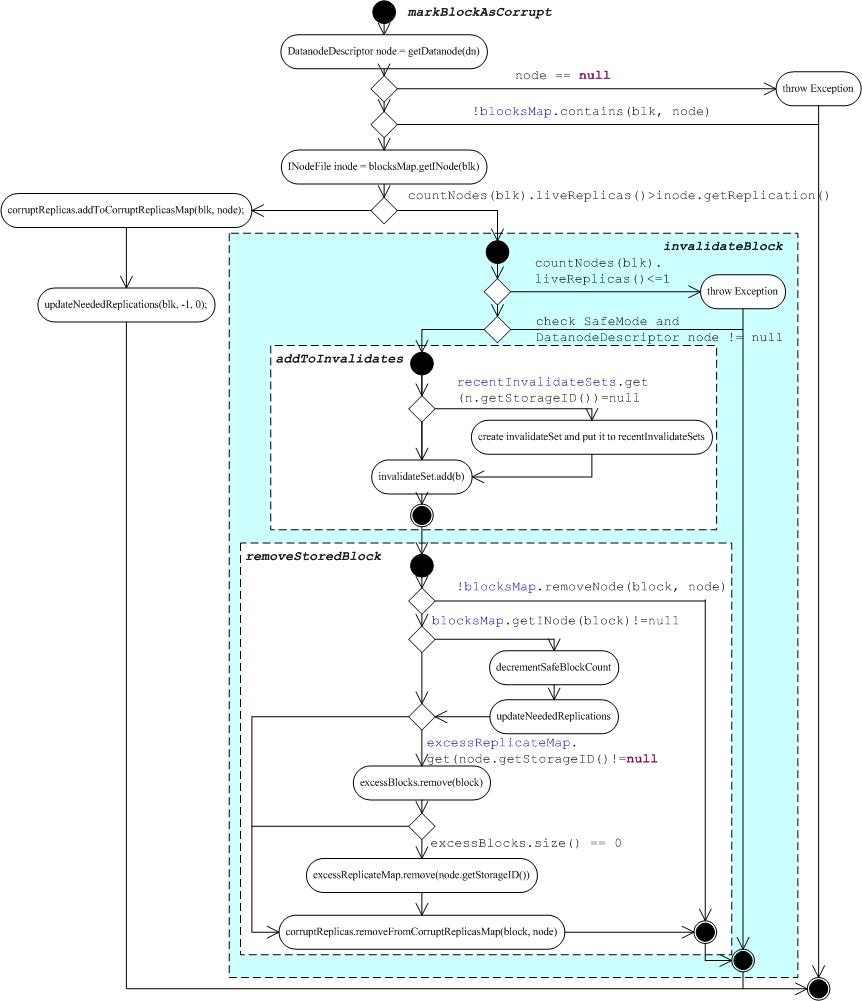 markBlockAsCorrupt
DatanodeDescriptor node = getDatanode(dn)
node == null
throw Exception
!blocksMap.contains(blk, node)
INodeFile inode = blocksMap.getINode(blk)
countNodes(blk).liveReplicas()>inode.getReplication()
corruptReplicas.addToCorruptReplicasMap(blk, node);
invalidateBlock
countNodes(blk).
liveReplicas()<=1
throw Exception
updateNeededReplications(blk, -1, 0);
check SafeMode and
DatanodeDescriptor node != null
addToInvalidates
recentInvalidateSets.get
(n.getStorageID())=null
create invalidateSet and put it to recentInvalidateSets
invalidateSet.add(b)
removeStoredBlock
!blocksMap.removeNode(block, node)
blocksMap.getINode(block)!=null
decrementSafeBlockCount
updateNeededReplications
excessReplicateMap.
get(node.getStorageID()!=null
excessBlocks.remove(block)
excessBlocks.size() == 0
excessReplicateMap.remove(node.getStorageID())
corruptReplicas.removeFromCorruptReplicasMap(block, node)